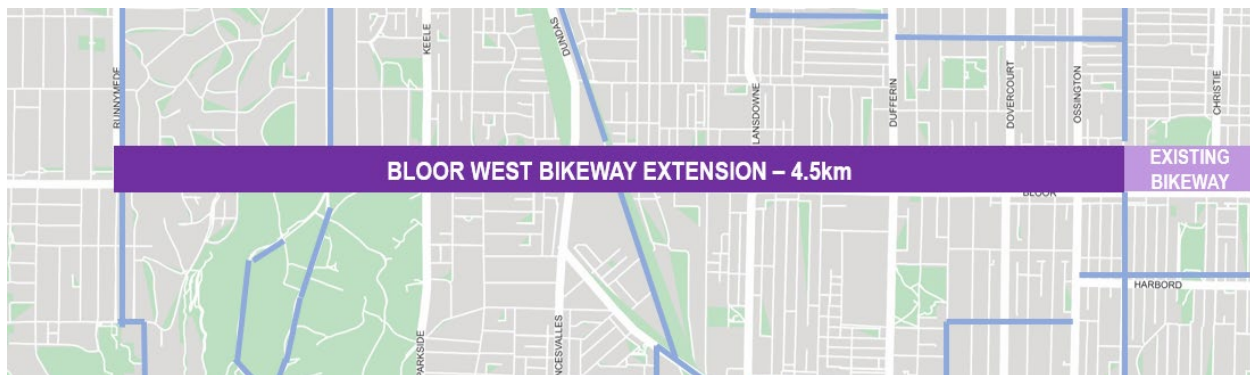 KEELE
DUNDAS
RUNNYMEDE
LANSDOWNE
DUFFERIN
DOVERCOURT
OSSINGTON
CHRISTIE
BLOOR WEST BIKEWAY EXTENSION – 4.5km
EXISTING
BIKEWAY
BLOOR
HARBORD
PARKSIDE
NCESVALLES